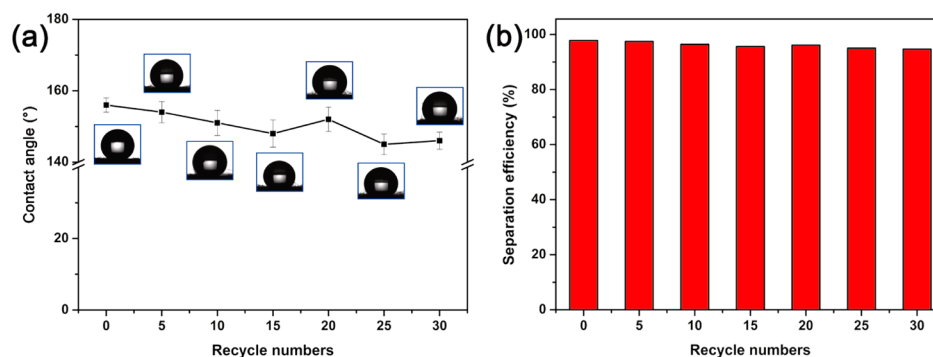 (a)
180
160
140
20
0
Contact angle (°)
0 5 10 15 20 25 30
Recycle numbers
(b)
100
80
60
40
20
0
Separation efficiency (%)
0 5 10 15 20 25 30
Recycle numbers